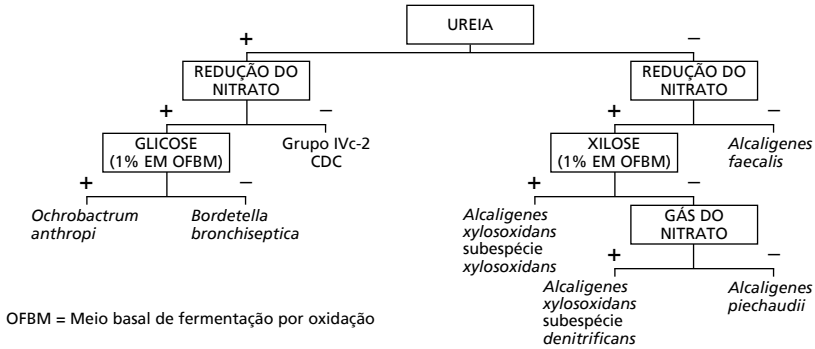 UREIA
+
–
REDUÇÃO DO
NITRATO
REDUÇÃO DO
NITRATO
+
–
+
–
GLICOSE
(1% EM OFBM)
Grupo IVc-2
CDC
XILOSE
(1% EM OFBM)
Alcaligenes
faecalis
+
–
+
–
Ochrobactrum
anthropi
Bordetella
bronchiseptica
Alcaligenes
xylosoxidans
subespécie
xylosoxidans
GÁS DO
NITRATO
+
–
Alcaligenes
xylosoxidans
subespécie
denitrificans
Alcaligenes
piechaudii
OFBM = Meio basal de fermentação por oxidação